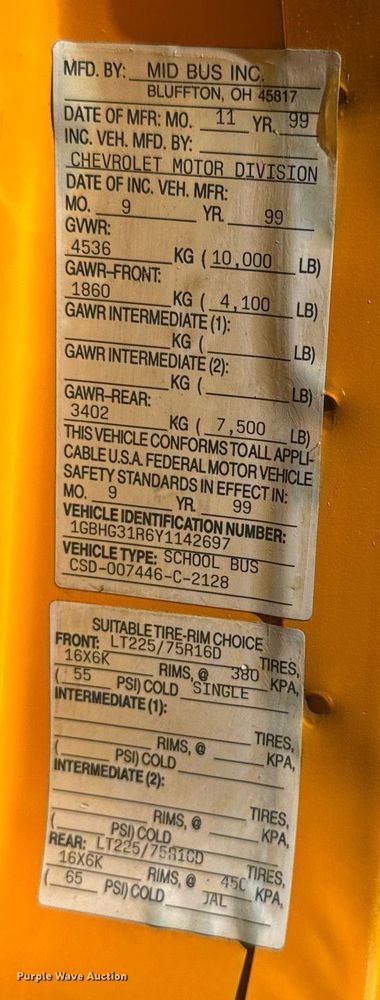 MFD. BY: MID BUS INC.
BLUFFTON, OH 45817
DATE OF MFR: MO. 11 YR. 99
INC. VEH. MFD. BY:
CHEVROLET MOTOR DIVISION
DATE OF INC. VEH. MFR:
MO. 9 YR. 99
GVWR:
4536 KG ( 10,000 LB)
GAWR-FRONT:
1860 KG ( 4,100 LB)
GAWR INTERMEDIATE (1):
KG ( LB)
GAWR INTERMEDIATE (2):
KG ( LB)
GAWR-REAR:
3402 KG ( 7,500 LB)
THIS VEHICLE CONFORMS TO ALL APPLI-
CABLE U.S.A. FEDERAL MOTOR VEHICLE
SAFETY STANDARDS IN EFFECT IN:
MO. 9 YR. 99
VEHICLE IDENTIFICATION NUMBER:
1GBHG31R6Y1142697
VEHICLE TYPE: SCHOOL BUS
CSD-007446-C-2128
SUITABLE TIRE-RIM CHOICE
FRONT: LT225/75R16D TIRES,
16X6K RIMS, @ 380 KPA,
( 55 PSI) COLD SINGLE
INTERMEDIATE (1):
TIRES,
RIMS, @ KPA,
( PSI) COLD
INTERMEDIATE (2):
TIRES,
RIMS, @ KPA,
( PSI) COLD
REAR: TIRES,
16X6K RIMS, @ 450 KPA,
( 65 PSI) COLD
Purple Wave Auction